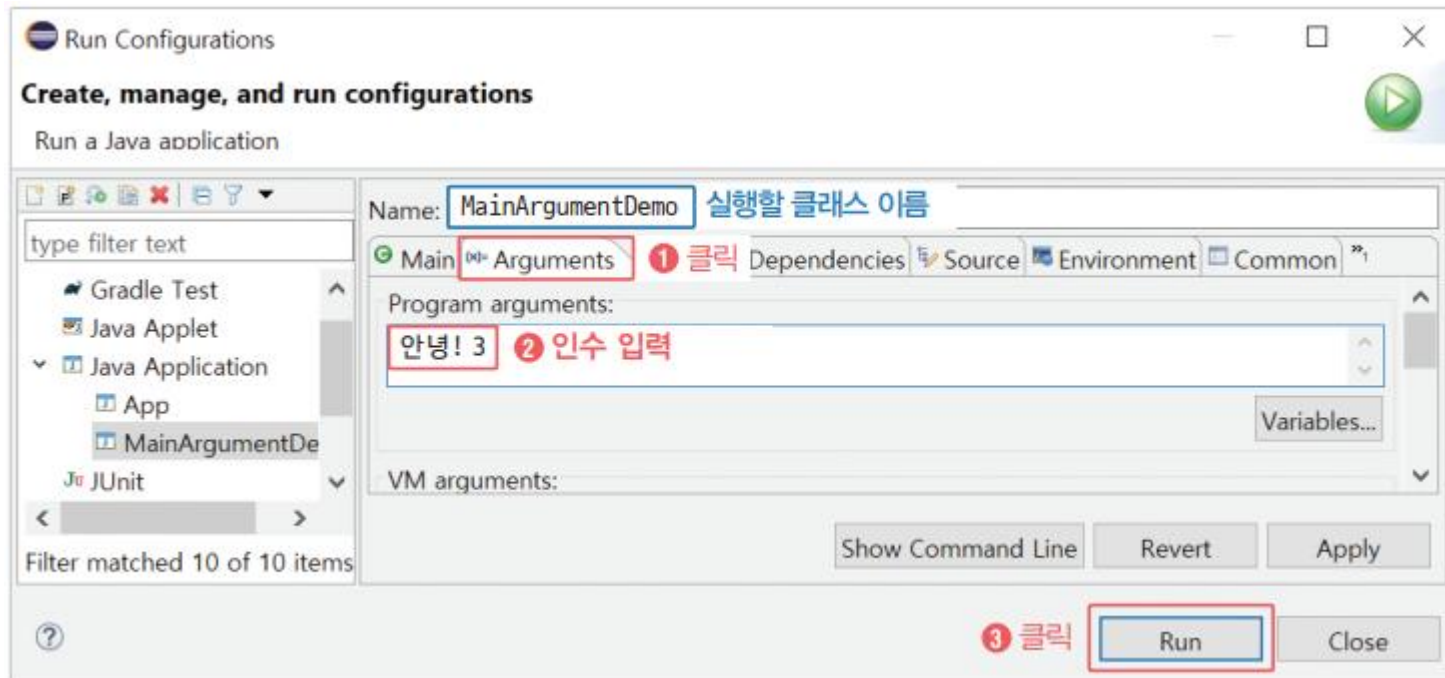 Run Configurations
Create, manage, and run configurations
Run a Java application
type filter text
Gradle Test
Java Applet
Java Application
App
MainArgumentDe
Ju JUnit
Filter matched 10 of 10 items
Name: MainArgumentDemo 실행할 클래스 이름
Main (x)= Arguments ❶ 클릭 Dependencies Source Environment Common »1
Program arguments:
안녕! 3 ❷ 인수 입력
Variables...
VM arguments:
Show Command Line Revert Apply
❸ 클릭 Run Close